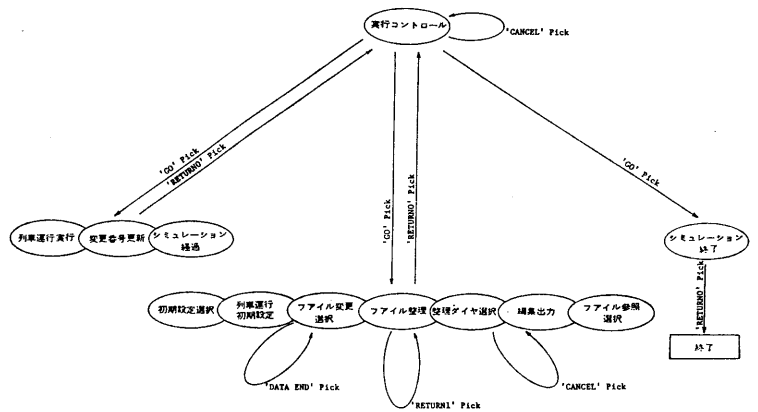 実行コントロール
'CANCEL' Pick
'GO' Pick
'RETURNO' Pick
'GO' Pick
'RETURNO' Pick
'GO' Pick
列車運行実行
変更番号更新
シミュレーション
経過
シミュレーション
終了
'RETURNO' Pick
終了
初期設定選択
列車運行
初期設定
ファイル変更
選択
ファイル整理
整理ダイヤ選択
編集出力
ファイル参照
選択
'DATA END' Pick
'RETURN1' Pick
'CANCEL' Pick